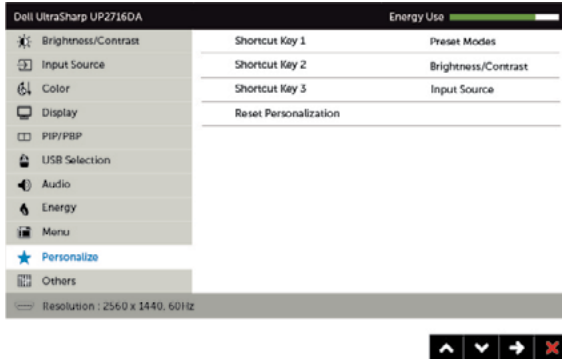 Dell UltraSharp UP2716DA Energy Use
Brightness/Contrast Shortcut Key 1 Preset Modes
Input Source Shortcut Key 2 Brightness/Contrast
Color Shortcut Key 3 Input Source
Display Reset Personalization
PIP/PBP
USB Selection
Audio
Energy
Menu
Personalize
Others
Resolution : 2560 x 1440, 60Hz